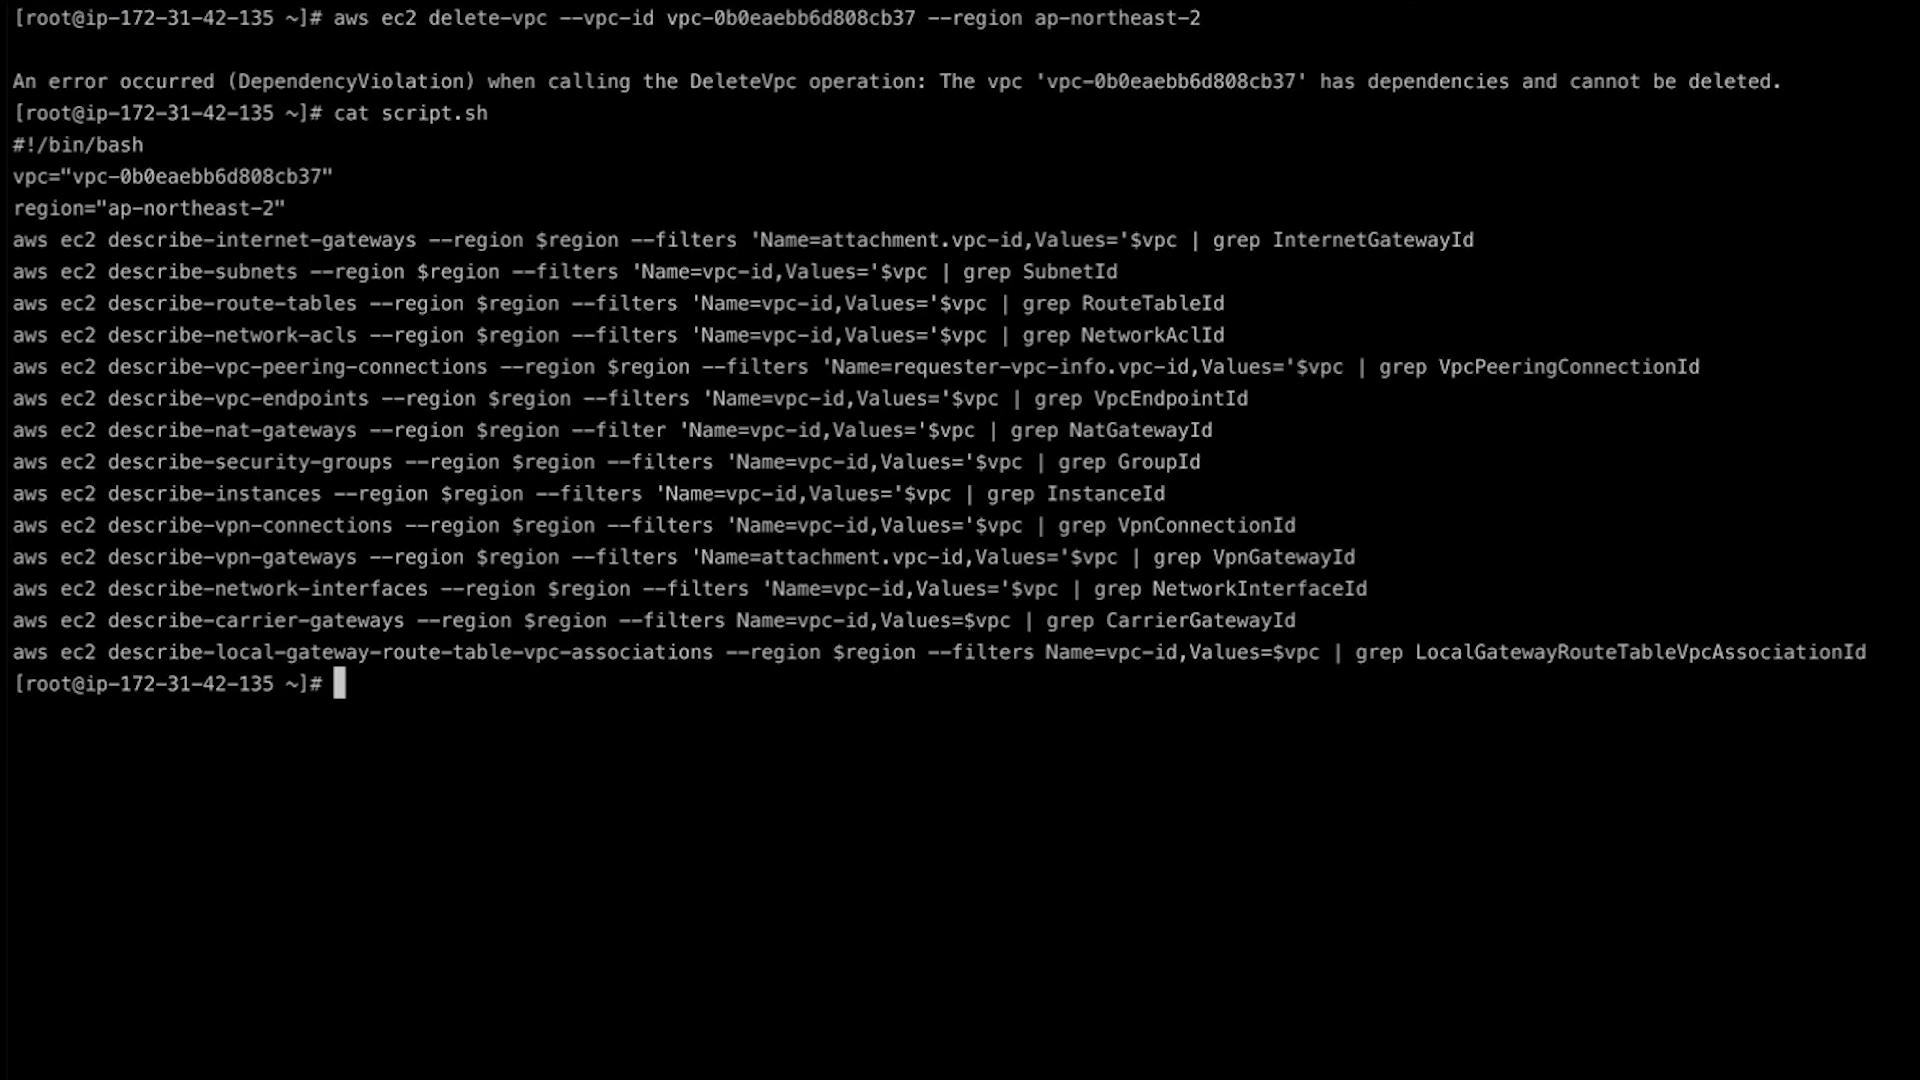 [root@ip-172-31-42-135 ~]# aws ec2 delete-vpc --vpc-id vpc-0b0eaebb6d808cb37 --region ap-northeast-2
An error occurred (DependencyViolation) when calling the DeleteVpc operation: The vpc 'vpc-0b0eaebb6d808cb37' has dependencies and cannot be deleted.
[root@ip-172-31-42-135 ~]# cat script.sh
#!/bin/bash
vpc="vpc-0b0eaebb6d808cb37"
region="ap-northeast-2"
aws ec2 describe-internet-gateways --region $region --filters 'Name=attachment.vpc-id,Values='$vpc | grep InternetGatewayId
aws ec2 describe-subnets --region $region --filters 'Name=vpc-id,Values='$vpc | grep SubnetId
aws ec2 describe-route-tables --region $region --filters 'Name=vpc-id,Values='$vpc | grep RouteTableId
aws ec2 describe-network-acls --region $region --filters 'Name=vpc-id,Values='$vpc | grep NetworkAclId
aws ec2 describe-vpc-peering-connections --region $region --filters 'Name=requester-vpc-info.vpc-id,Values='$vpc | grep VpcPeeringConnectionId
aws ec2 describe-vpc-endpoints --region $region --filters 'Name=vpc-id,Values='$vpc | grep VpcEndpointId
aws ec2 describe-nat-gateways --region $region --filter 'Name=vpc-id,Values='$vpc | grep NatGatewayId
aws ec2 describe-security-groups --region $region --filters 'Name=vpc-id,Values='$vpc | grep GroupId
aws ec2 describe-instances --region $region --filters 'Name=vpc-id,Values='$vpc | grep InstanceId
aws ec2 describe-vpn-connections --region $region --filters 'Name=vpc-id,Values='$vpc | grep VpnConnectionId
aws ec2 describe-vpn-gateways --region $region --filters 'Name=attachment.vpc-id,Values='$vpc | grep VpnGatewayId
aws ec2 describe-network-interfaces --region $region --filters 'Name=vpc-id,Values='$vpc | grep NetworkInterfaceId
aws ec2 describe-carrier-gateways --region $region --filters Name=vpc-id,Values=$vpc | grep CarrierGatewayId
aws ec2 describe-local-gateway-route-table-vpc-associations --region $region --filters Name=vpc-id,Values=$vpc | grep LocalGatewayRouteTableVpcAssociationId
[root@ip-172-31-42-135 ~]#